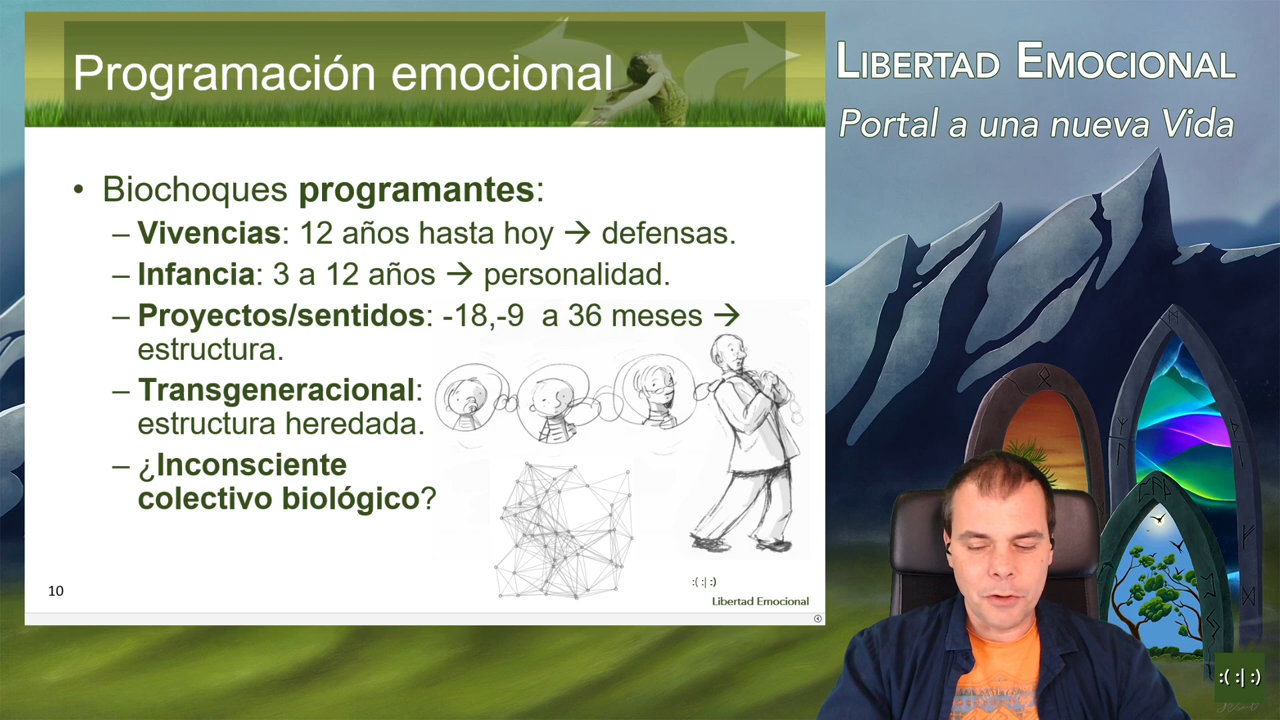 Programación emocional
LIBERTAD EMOCIONAL
Portal a una nueva Vida
• Biochoques programantes:
– Vivencias: 12 años hasta hoy → defensas.
– Infancia: 3 a 12 años → personalidad.
– Proyectos/sentidos: -18,-9 a 36 meses →
estructura.
– Transgeneracional:
estructura heredada.
– ¿Inconsciente
colectivo biológico?
10
:( :| :)
Libertad Emocional
:( :| :)